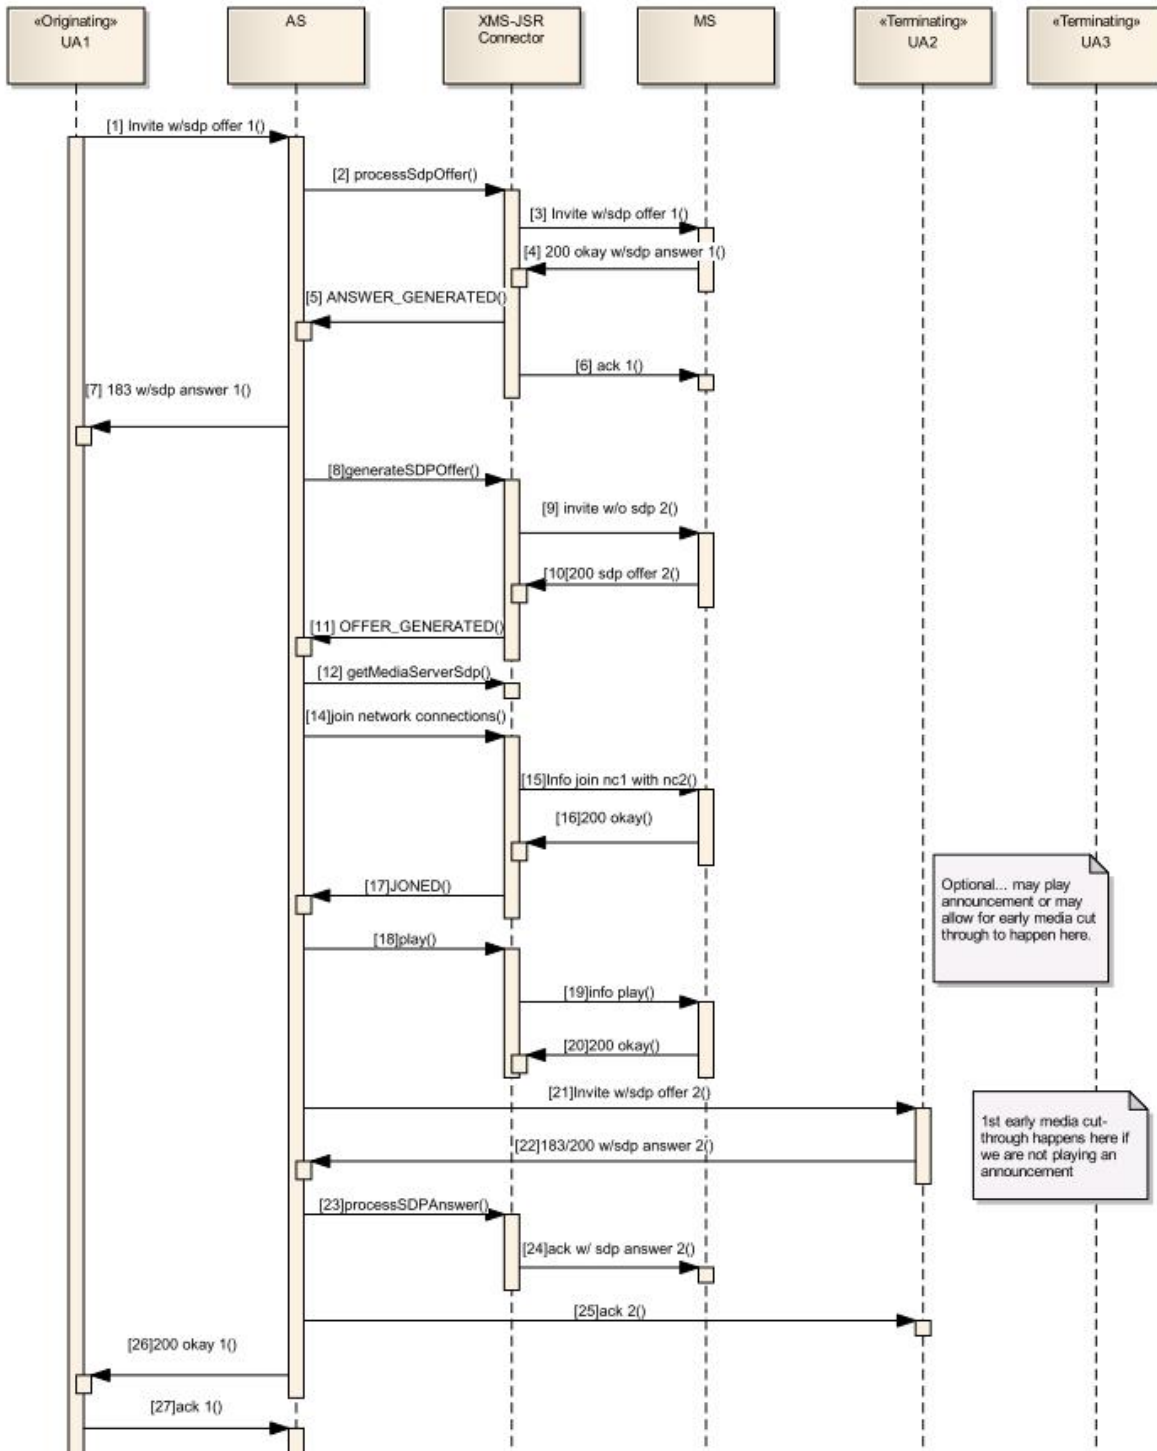 «Originating»
UA1
AS
XMS-JSR
Connector
MS
«Terminating»
UA2
«Terminating»
UA3
[1] Invite w/sdp offer 1()
[2] processSdpOffer()
[3] Invite w/sdp offer 1()
[4] 200 okay w/sdp answer 1()
[5] ANSWER_GENERATED()
[6] ack 1()
[7] 183 w/sdp answer 1()
[8]generateSDPOffer()
[9] invite w/o sdp 2()
[10[200 sdp offer 2()
[11] OFFER_GENERATED()
[12] getMediaServerSdp()
[14]join network connections()
[15]Info join nc1 with nc2()
[16]200 okay()
[17]JONED()
Optional... may play
announcement or may
allow for early media cut
through to happen here.
[18]play()
[19]info play()
[20]200 okay()
[21]Invite w/sdp offer 2()
1st early media cut-
through happens here if
we are not playing an
announcement
[22]183/200 w/sdp answer 2()
[23]processSDPAnswer()
[24]ack w/ sdp answer 2()
[25]ack 2()
[26]200 okay 1()
[27]ack 1()